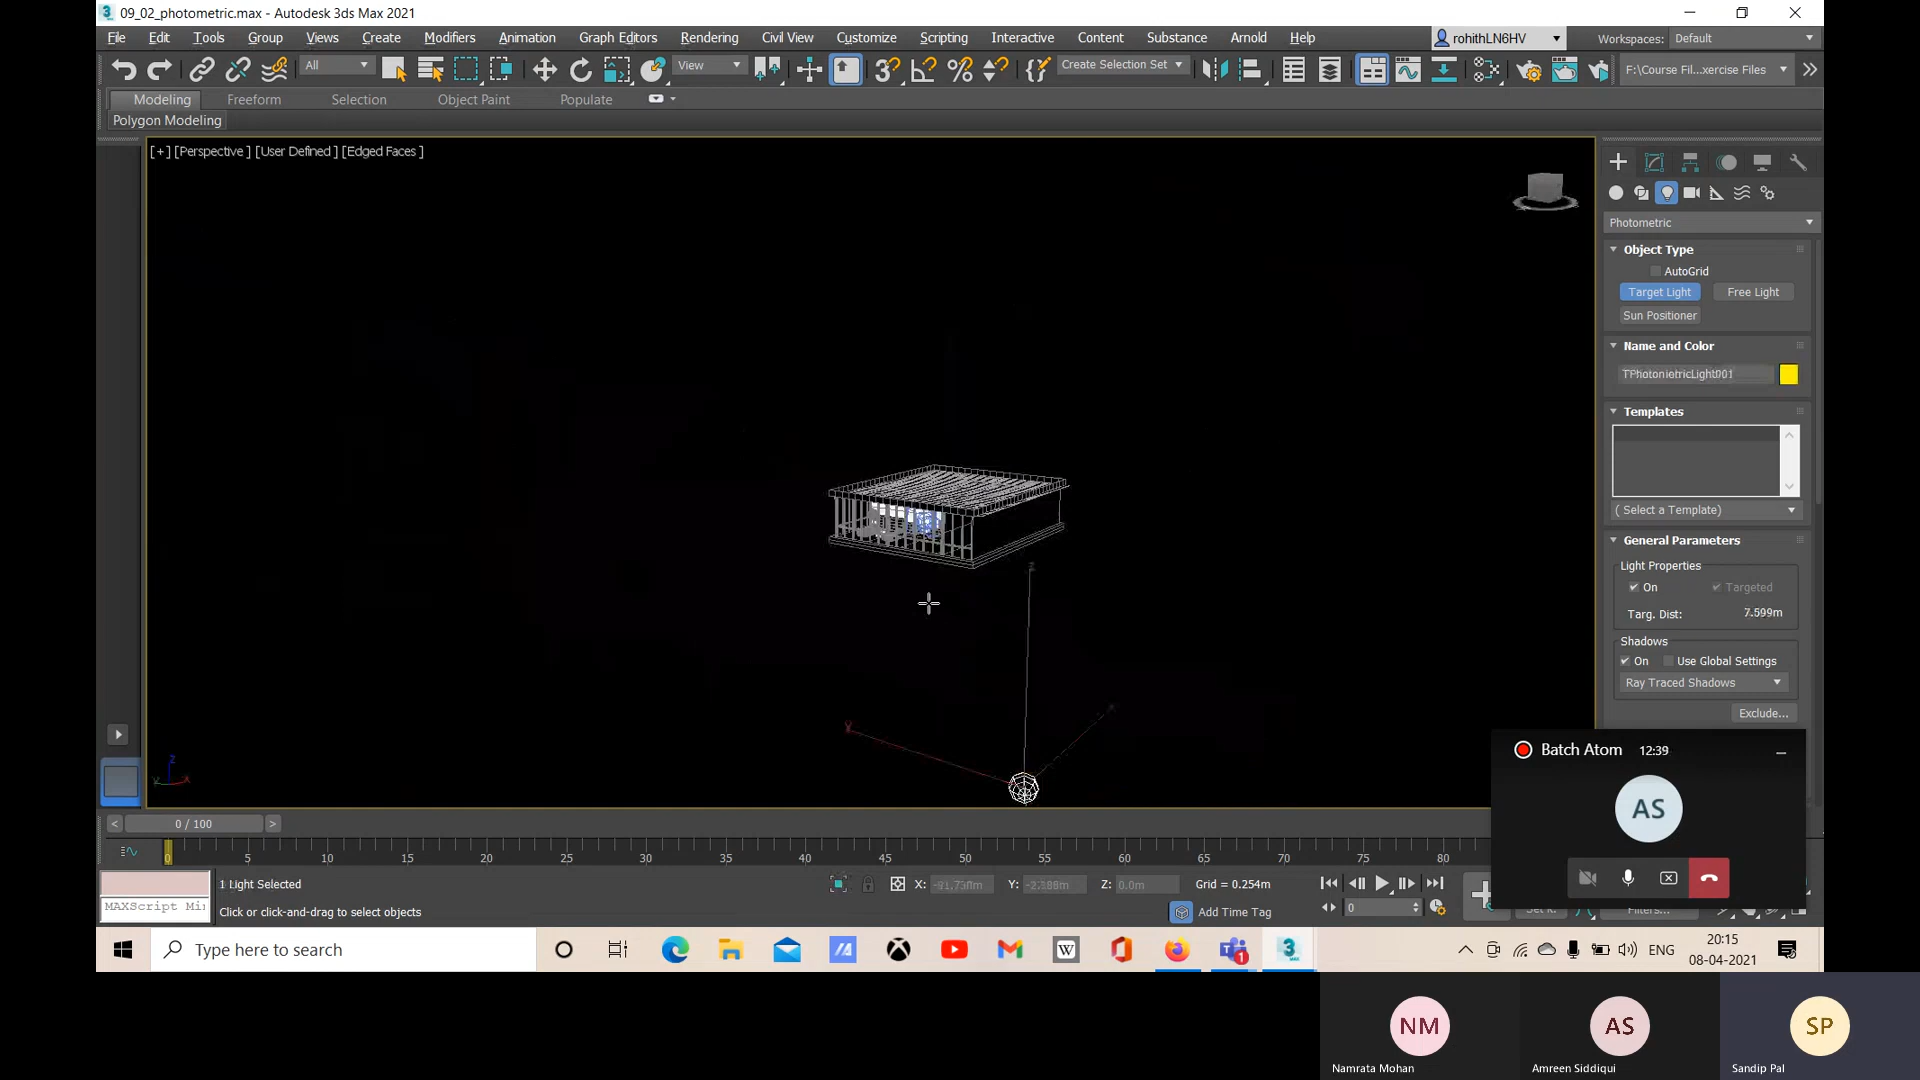 09_02_photometric.max - Autodesk 3ds Max 2021
File Edit Tools Group Views Create Modifiers Animation Graph Editors Rendering Civil View Customize Scripting Interactive Content Substance Arnold Help
rohithLN6HV
Workspaces: Default
All
View
Create Selection Set
F:\Course Fil...xercise Files
Modeling Freeform Selection Object Paint Populate
Polygon Modeling
[+] [Perspective ] [User Defined ] [Edged Faces ]
Photometric
Object Type
AutoGrid
Target Light Free Light
Sun Positioner
Name and Color
TPhotometricLight001
Templates
( Select a Template)
General Parameters
Light Properties
On Targeted
Targ. Dist: 7.599m
Shadows
On Use Global Settings
Ray Traced Shadows
Exclude...
Batch Atom 12:39
AS
z
y
z
x
< 0 / 100 >
0 5 10 15 20 25 30 35 40 45 50 55 60 65 70 75 80
MAXScript Mi
1 Light Selected
X: Y: Z: 0.0m Grid = 0.254m
Click or click-and-drag to select objects
Add Time Tag
0
Set K.
Filters...
Type here to search
1
ENG
20:15
08-04-2021
NM AS SP
Namrata Mohan Amreen Siddiqui Sandip Pal